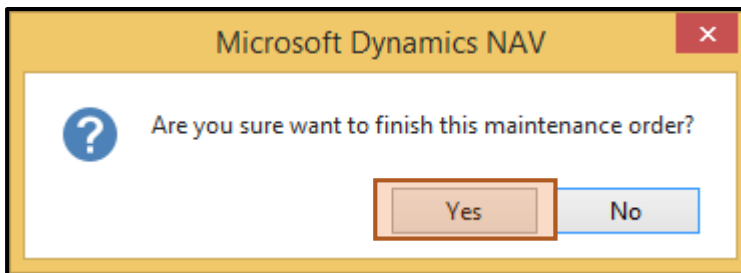 Microsoft Dynamics NAV
Are you sure want to finish this maintenance order?
Yes No